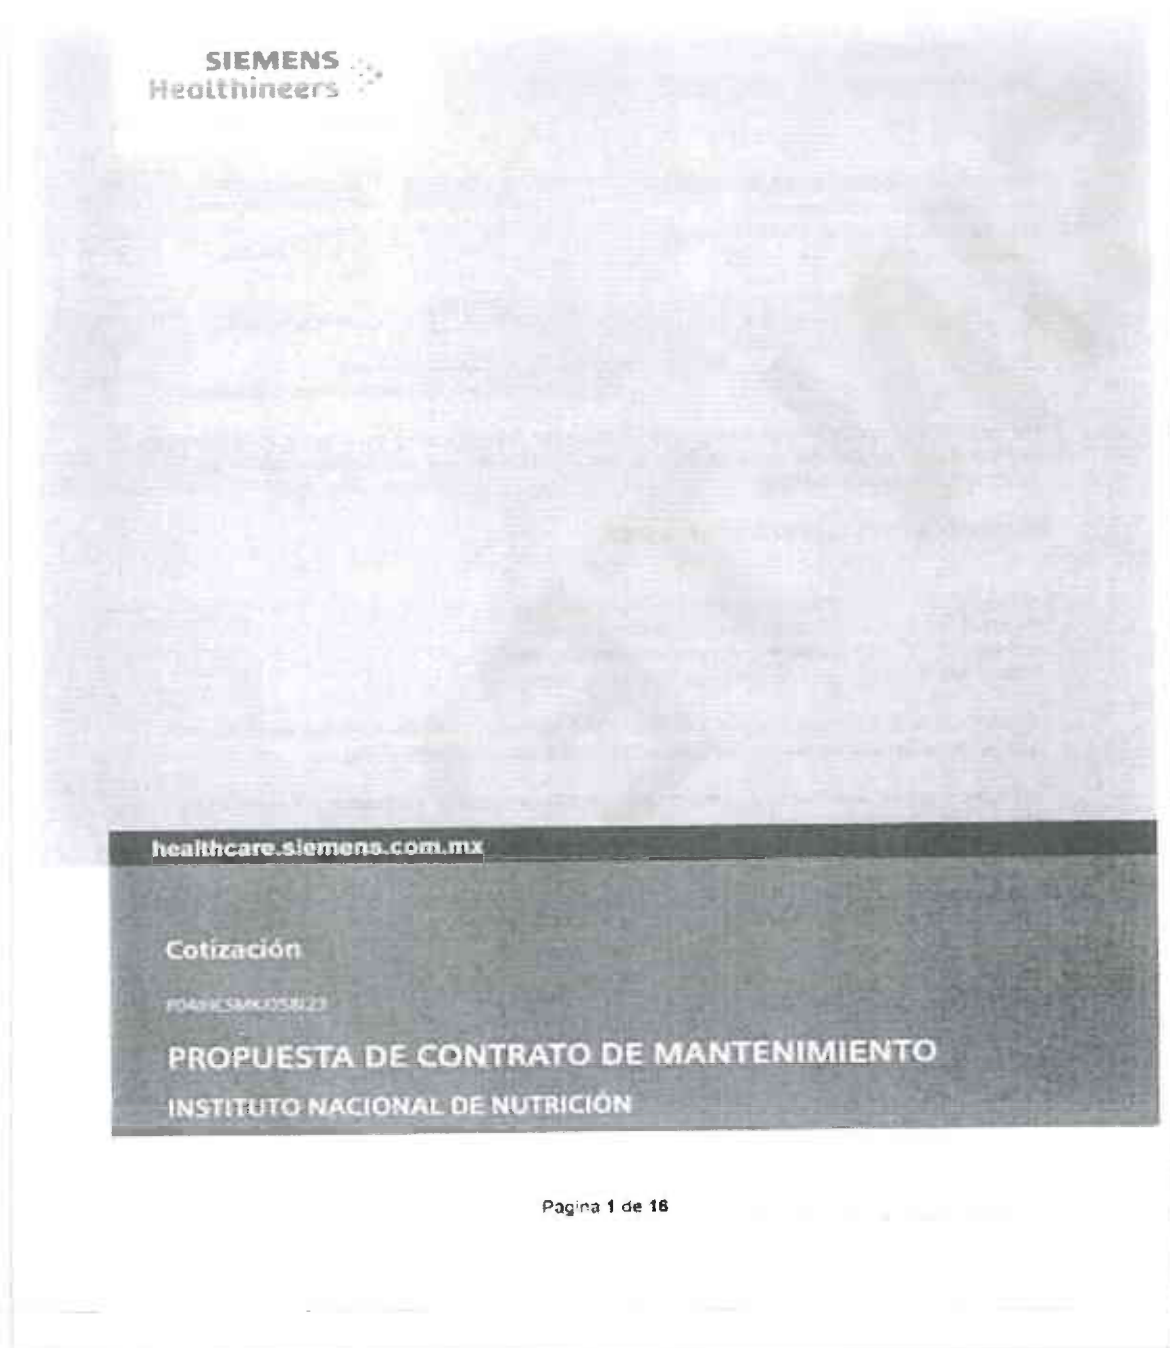 SIEMENS
Healthineers
healthcare.siemens.com.mx
Cotización
PROPUESTA DE CONTRATO DE MANTENIMIENTO
INSTITUTO NACIONAL DE NUTRICIÓN
Pagina 1 de 16